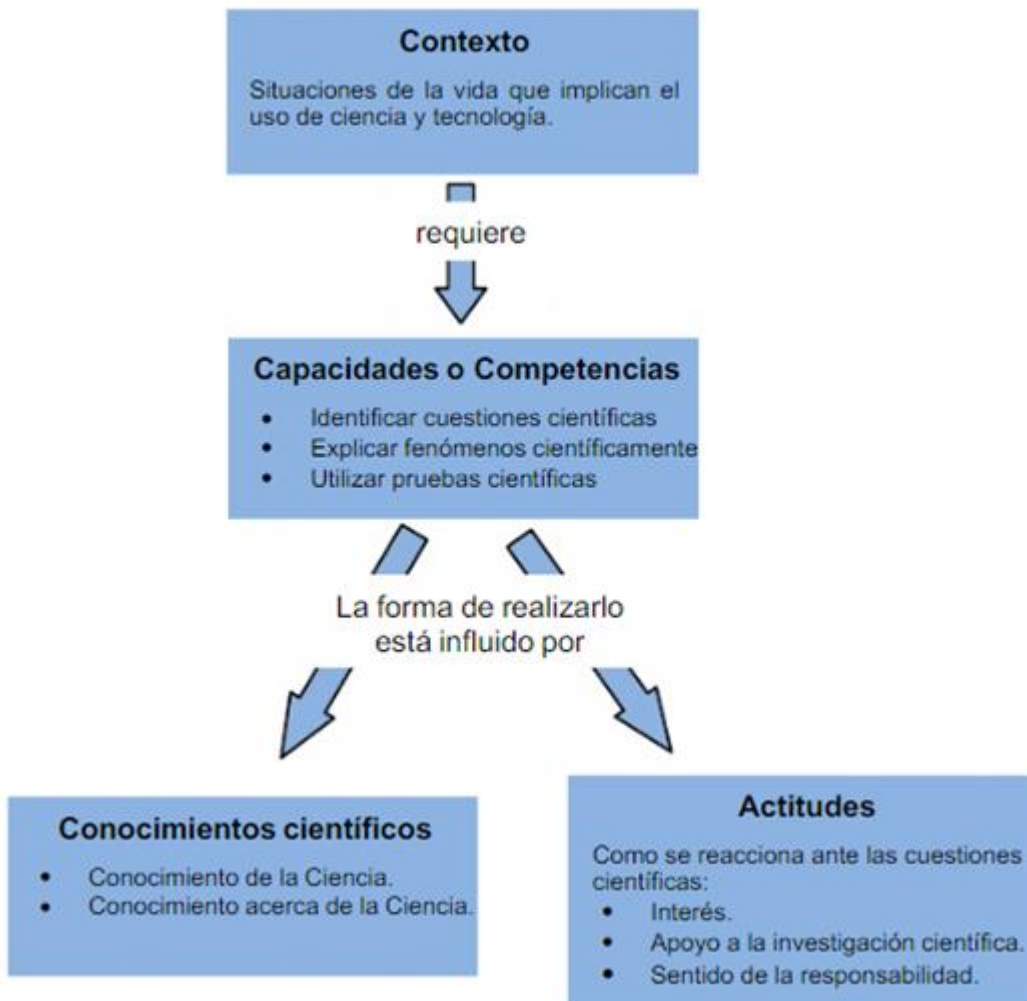 Contexto
Situaciones de la vida que implican el
uso de ciencia y tecnología.
requiere
Capacidades o Competencias
• Identificar cuestiones científicas
• Explicar fenómenos científicamente
• Utilizar pruebas científicas
La forma de realizarlo
está influido por
Conocimientos científicos
• Conocimiento de la Ciencia.
• Conocimiento acerca de la Ciencia.
Actitudes
Como se reacciona ante las cuestiones
científicas:
• Interés.
• Apoyo a la investigación científica.
• Sentido de la responsabilidad.